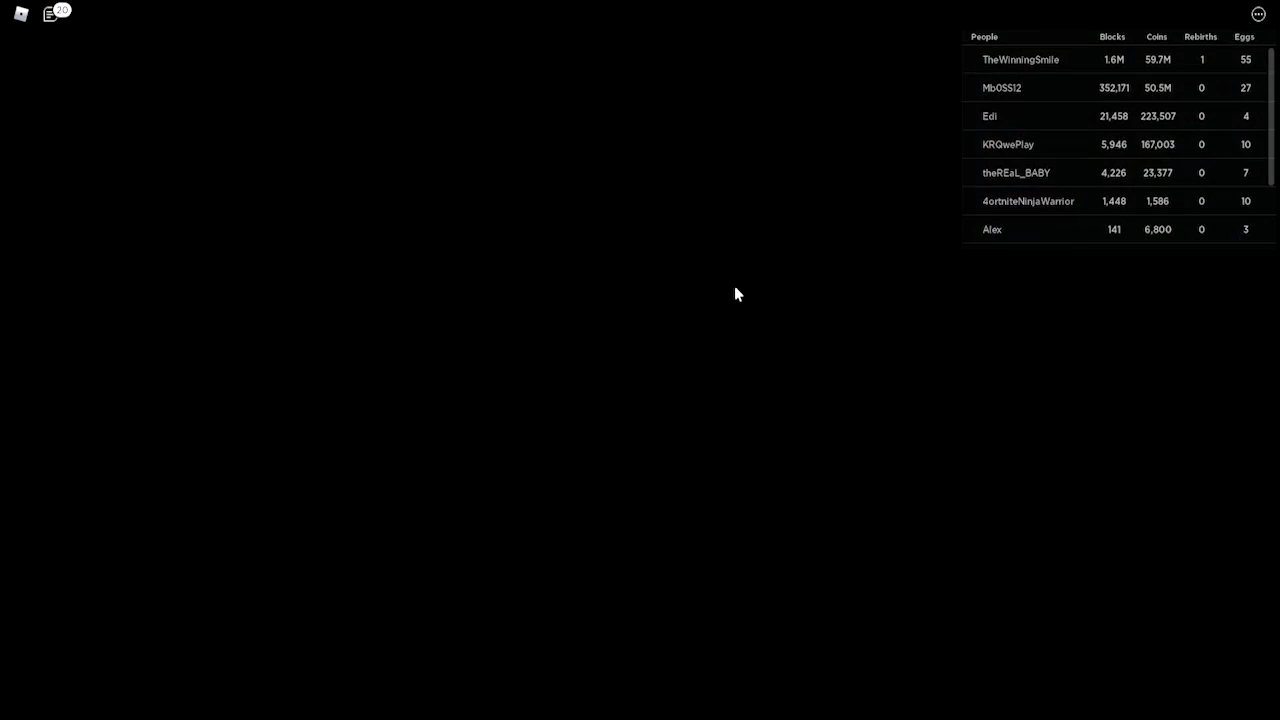 20
People Blocks Coins Rebirths Eggs
TheWinningSmile 1.6M 59.7M 1 55
Mb0SS12 352,171 50.5M 0 27
Edi 21,458 223,507 0 4
KRQwePlay 5,946 167,003 0 10
theREaL_BABY 4,226 23,377 0 7
4ortniteNinjaWarrior 1,448 1,586 0 10
Alex 141 6,800 0 3